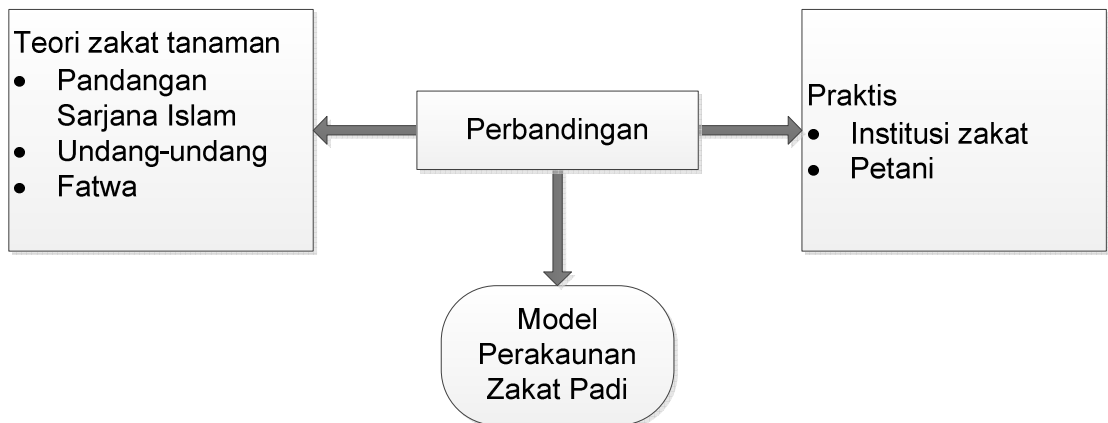 Teori zakat tanaman
• Pandangan
Sarjana Islam
• Undang-undang
• Fatwa
Perbandingan
Praktis
• Institusi zakat
• Petani
Model
Perakaunan
Zakat Padi